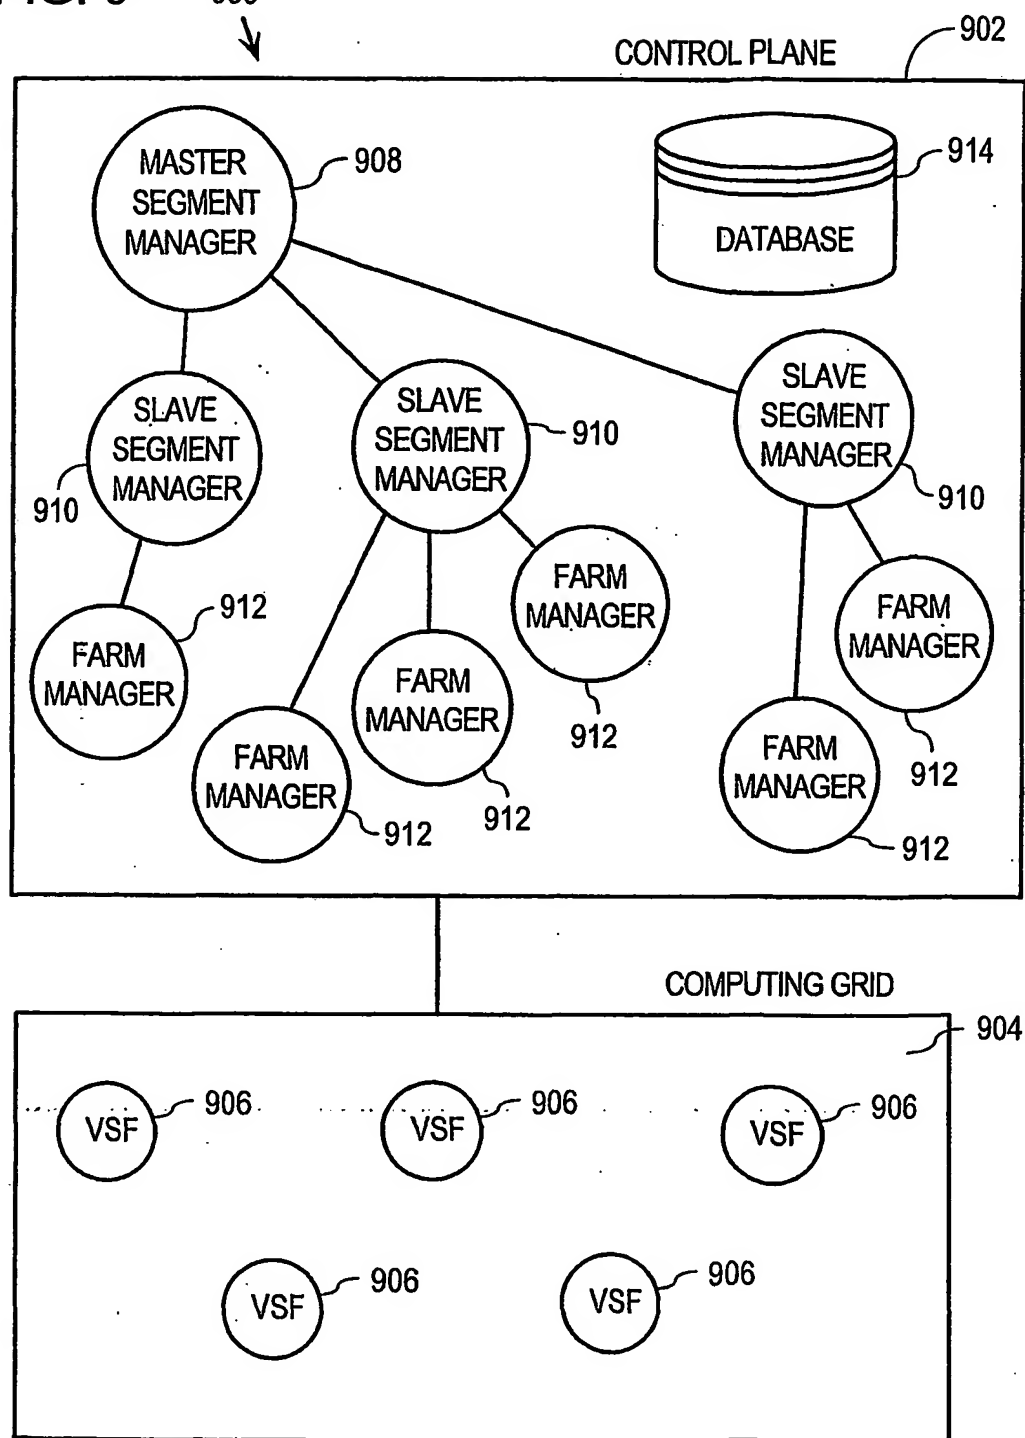 902
CONTROL PLANE
MASTER
SEGMENT
MANAGER
908
914
DATABASE
SLAVE
SEGMENT
MANAGER
910
SLAVE
SEGMENT
MANAGER
910
SLAVE
SEGMENT
MANAGER
910
FARM
MANAGER
912
FARM
MANAGER
912
FARM
MANAGER
912
FARM
MANAGER
912
FARM
MANAGER
912
FARM
MANAGER
912
COMPUTING GRID
904
VSF
906
VSF
906
VSF
906
VSF
906
VSF
906